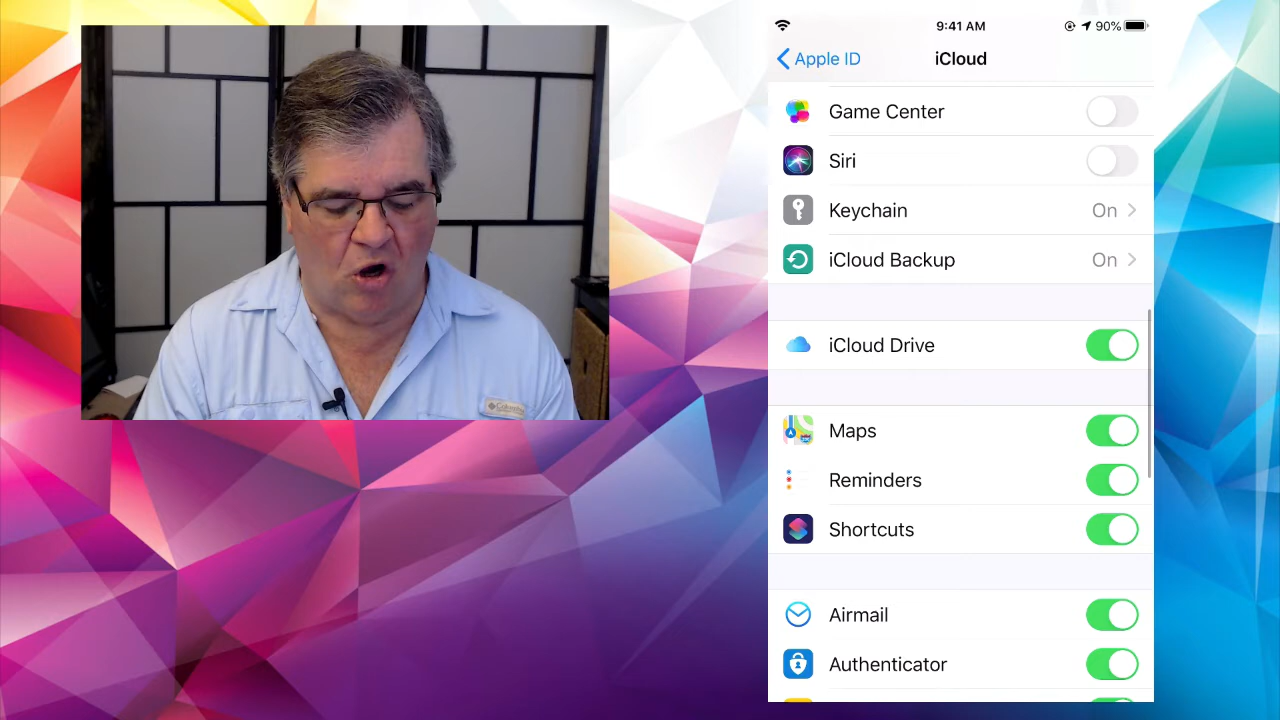 9:41 AM
90%
Apple ID
iCloud
Game Center
Siri
Keychain On
iCloud Backup On
iCloud Drive
Maps
Reminders
Shortcuts
Airmail
Authenticator
Columbia